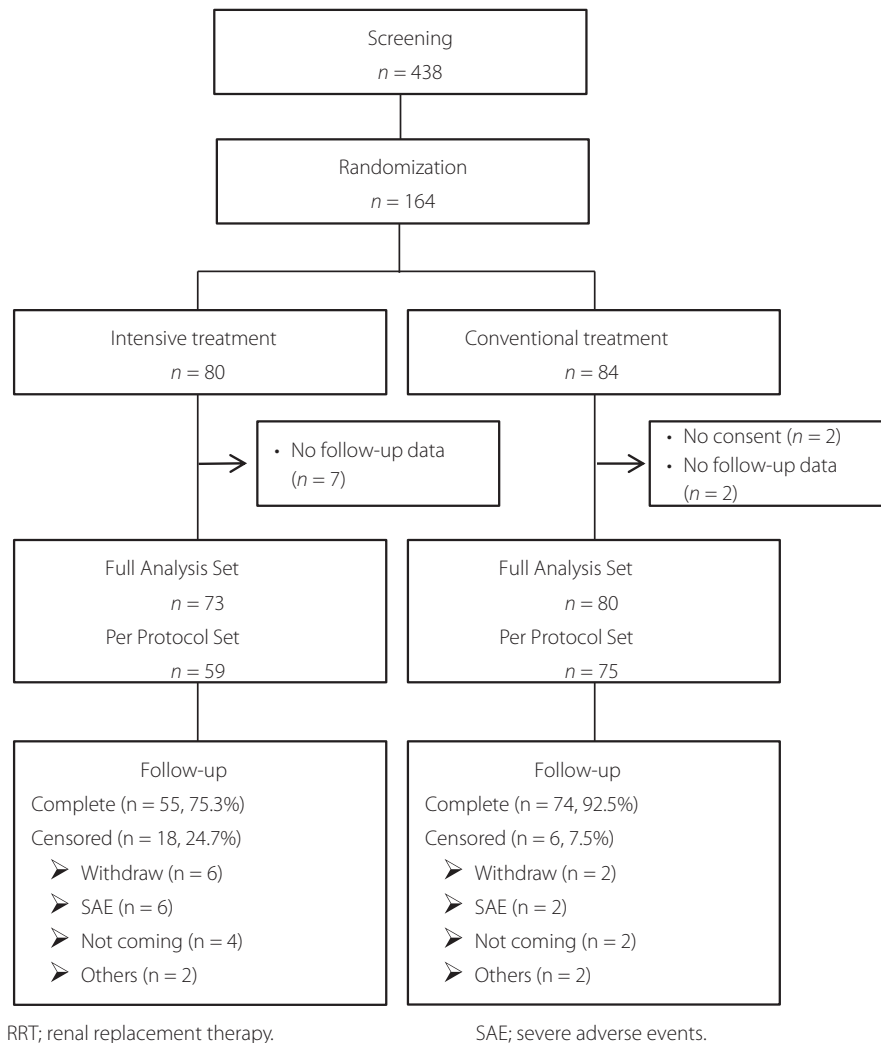 Screening
n = 438
Randomization
n = 164
Intensive treatment
n = 80
Conventional treatment
n = 84
• No follow-up data
(n = 7)
• No consent (n = 2)
• No follow-up data
(n = 2)
Full Analysis Set
n = 73
Per Protocol Set
n = 59
Full Analysis Set
n = 80
Per Protocol Set
n = 75
Follow-up
Complete (n = 55, 75.3%)
Censored (n = 18, 24.7%)
➢ Withdraw (n = 6)
➢ SAE (n = 6)
➢ Not coming (n = 4)
➢ Others (n = 2)
Follow-up
Complete (n = 74, 92.5%)
Censored (n = 6, 7.5%)
➢ Withdraw (n = 2)
➢ SAE (n = 2)
➢ Not coming (n = 2)
➢ Others (n = 2)
RRT; renal replacement therapy.
SAE; severe adverse events.